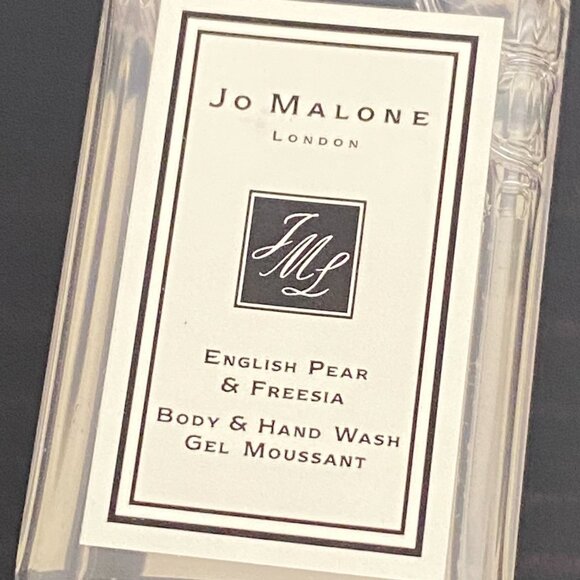 JO MALONE
LONDON
JML
ENGLISH PEAR
& FREESIA
BODY & HAND WASH
GEL MOUSSANT